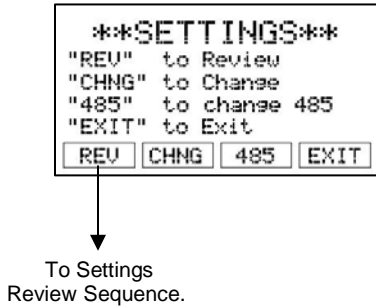 **SETTINGS**
"REV" to Review
"CHNG" to Change
"485" to change 485
"EXIT" to Exit
REV CHNG 485 EXIT
To Settings
Review Sequence.